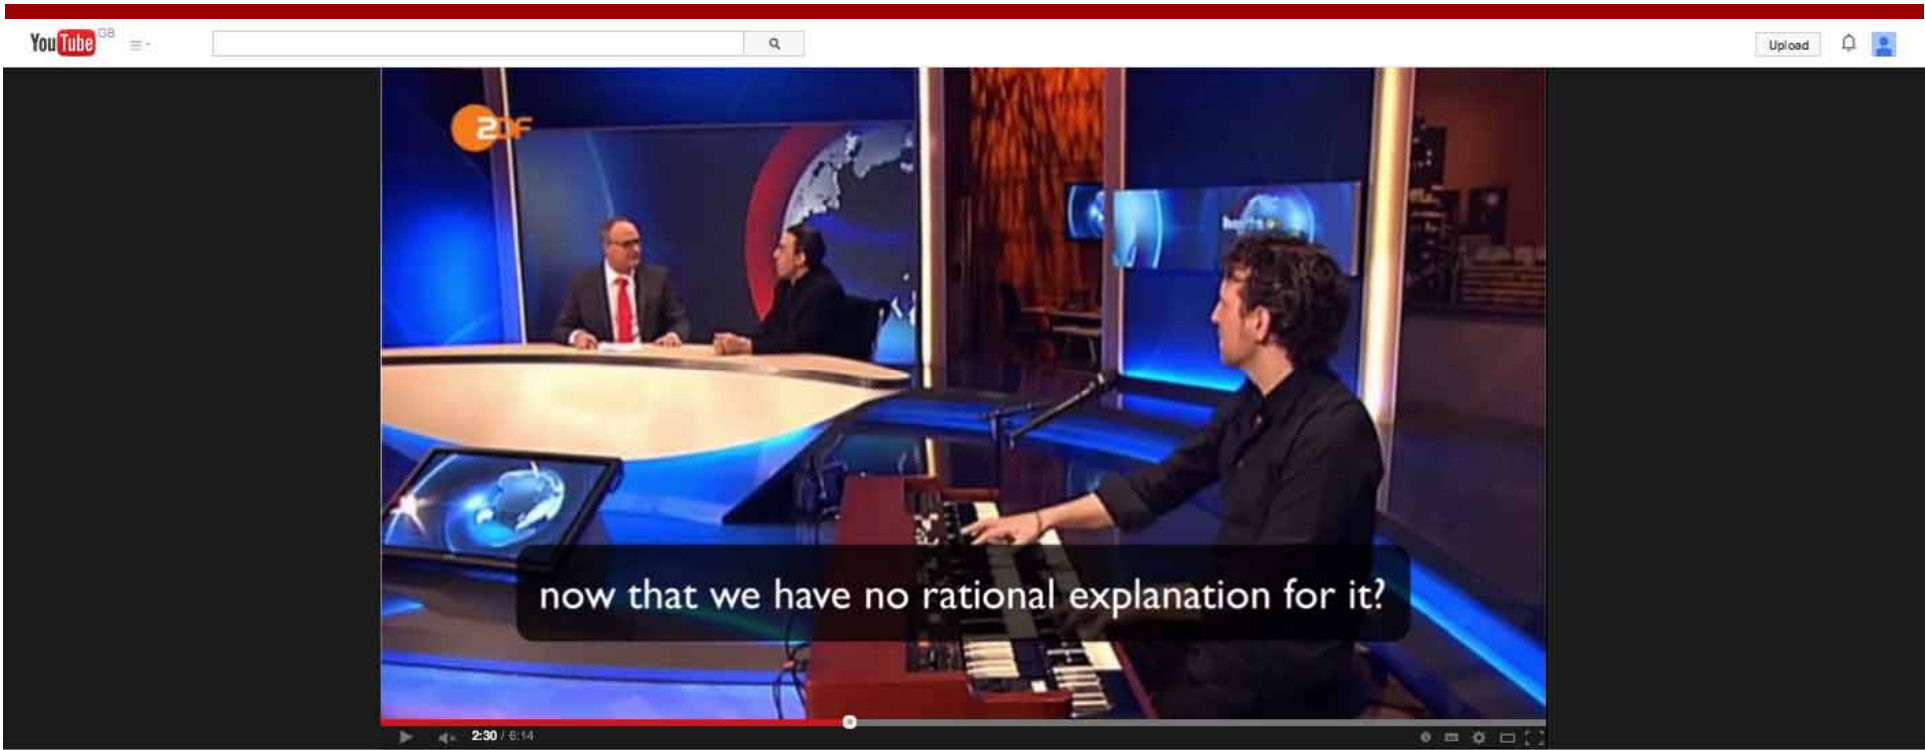 YouTube GB
Upload
ZDF
now that we have no rational explanation for it?
2:30 / 6:14